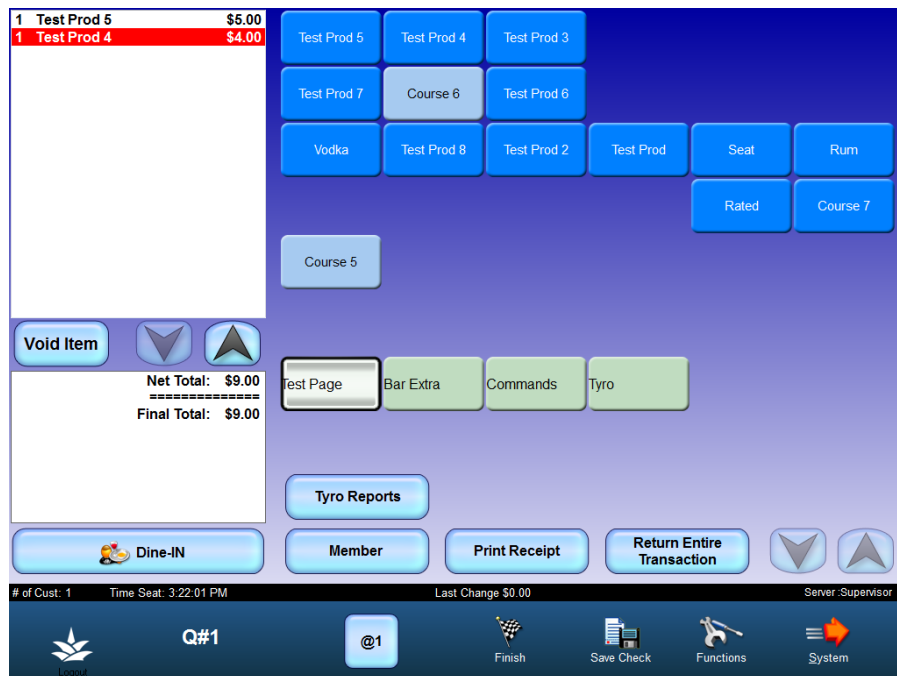 1 Test Prod 5 $5.00
1 Test Prod 4 $4.00
Test Prod 5 Test Prod 4 Test Prod 3
Test Prod 7 Course 6 Test Prod 6
Vodka Test Prod 8 Test Prod 2 Test Prod Seat Rum
Rated Course 7
Course 5
Void Item
Net Total: $9.00
==============
Final Total: $9.00
Test Page Bar Extra Commands Tyro
Tyro Reports
Dine-IN Member Print Receipt Return Entire
Transaction
# of Cust: 1 Time Seat: 3:22:01 PM Last Change $0.00 Server :Supervisor
Q#1 @1
Logout Finish Save Check Functions System